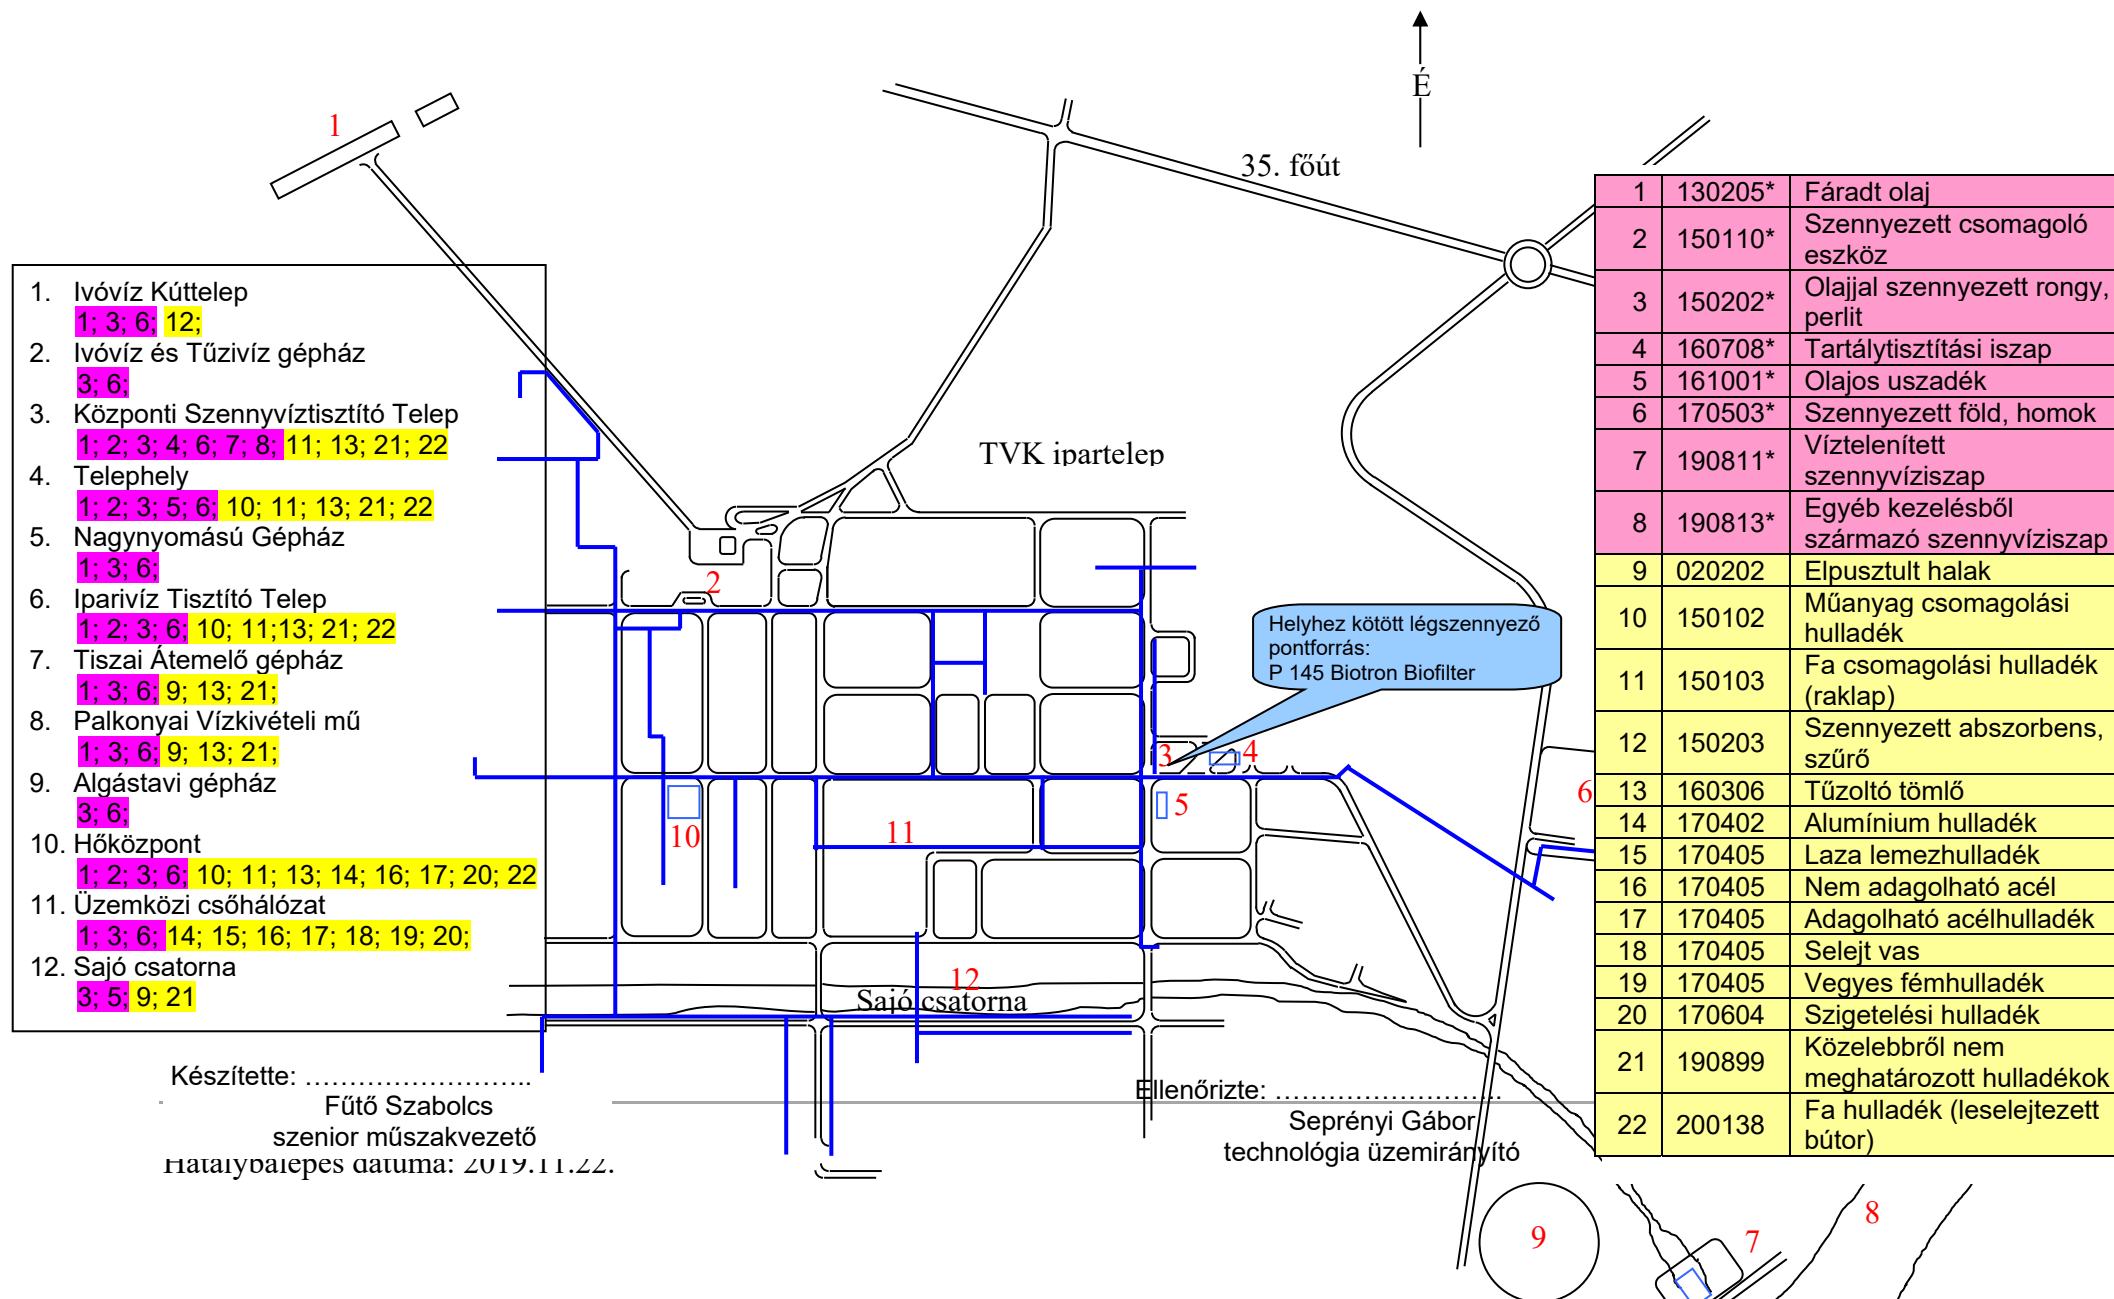 É
35. főút
1
1. Ivóvíz Kúttelep
1; 3; 6; 12;
2. Ivóvíz és Tűzivíz gépház
3; 6;
3. Központi Szennyvíztisztító Telep
1; 2; 3; 4; 6; 7; 8; 11; 13; 21; 22
4. Telephely
1; 2; 3; 5; 6; 10; 11; 13; 21; 22
5. Nagynyomású Gépház
1; 3; 6;
6. Iparivíz Tisztító Telep
1; 2; 3; 6; 10; 11;13; 21; 22
7. Tiszai Átemelő gépház
1; 3; 6; 9; 13; 21;
8. Palkonyai Vízkivételi mű
1; 3; 6; 9; 13; 21;
9. Algástavi gépház
3; 6;
10. Hőközpont
1; 2; 3; 6; 10; 11; 13; 14; 16; 17; 20; 22
11. Üzemközi csőhálózat
1; 3; 6; 14; 15; 16; 17; 18; 19; 20;
12. Sajó csatorna
3; 5; 9; 21
TVK ipartelep
2
Helyhez kötött légszennyező
pontforrás:
P 145 Biotron Biofilter
3
4
5
6
10
11
12
Sajó csatorna
1 130205* Fáradt olaj
2 150110* Szennyezett csomagoló
eszköz
3 150202* Olajjal szennyezett rongy,
perlit
4 160708* Tartálytisztítási iszap
5 161001* Olajos uszadék
6 170503* Szennyezett föld, homok
7 190811* Víztelenített
szennyvíziszap
8 190813* Egyéb kezelésből
származó szennyvíziszap
9 020202 Elpusztult halak
10 150102 Műanyag csomagolási
hulladék
11 150103 Fa csomagolási hulladék
(raklap)
12 150203 Szennyezett abszorbens,
szűrő
13 160306 Tűzoltó tömlő
14 170402 Alumínium hulladék
15 170405 Laza lemezhulladék
16 170405 Nem adagolható acél
17 170405 Adagolható acélhulladék
18 170405 Selejt vas
19 170405 Vegyes fémhulladék
20 170604 Szigetelési hulladék
21 190899 Közelebbről nem
meghatározott hulladékok
22 200138 Fa hulladék (leselejtezett
bútor)
Készítette: ……………………..
Fűtő Szabolcs
szenior műszakvezető
Hatálybalépés dátuma: 2019.11.22.
Ellenőrizte: ……………………..
Seprényi Gábor
technológia üzemirányító
9
7
8